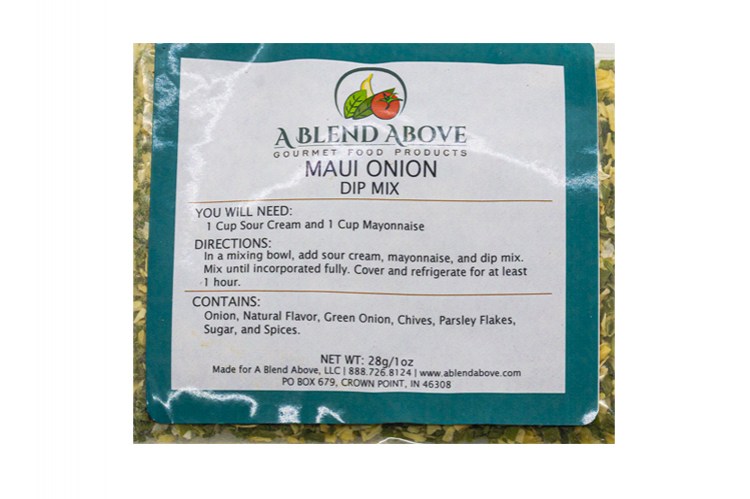 A BLEND ABOVE
GOURMET FOOD PRODUCTS
MAUI ONION
DIP MIX
YOU WILL NEED:
1 Cup Sour Cream and 1 Cup Mayonnaise
DIRECTIONS:
In a mixing bowl, add sour cream, mayonnaise, and dip mix.
Mix until incorporated fully. Cover and refrigerate for at least
1 hour.
CONTAINS:
Onion, Natural Flavor, Green Onion, Chives, Parsley Flakes,
Sugar, and Spices.
NET WT: 28g/1oz
Made for A Blend Above, LLC | 888.726.8124 | www.ablendabove.com
PO BOX 679, CROWN POINT, IN 46308